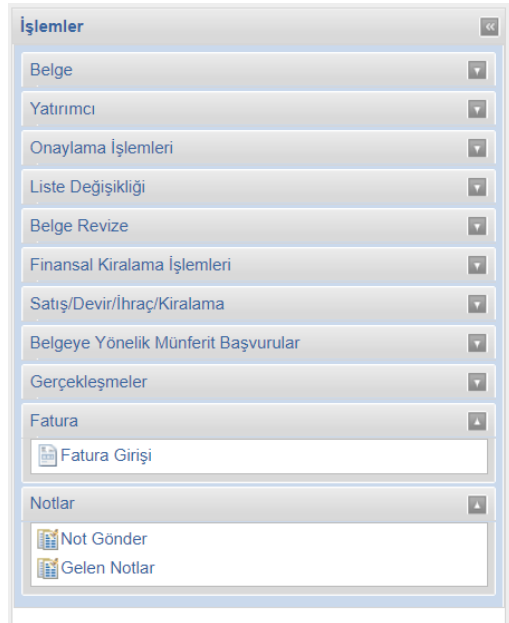 İşlemler
Belge
Yatırımcı
Onaylama İşlemleri
Liste Değişikliği
Belge Revize
Finansal Kiralama İşlemleri
Satış/Devir/İhraç/Kiralama
Belgeye Yönelik Münferit Başvurular
Gerçekleşmeler
Fatura
Fatura Girişi
Notlar
Not Gönder
Gelen Notlar